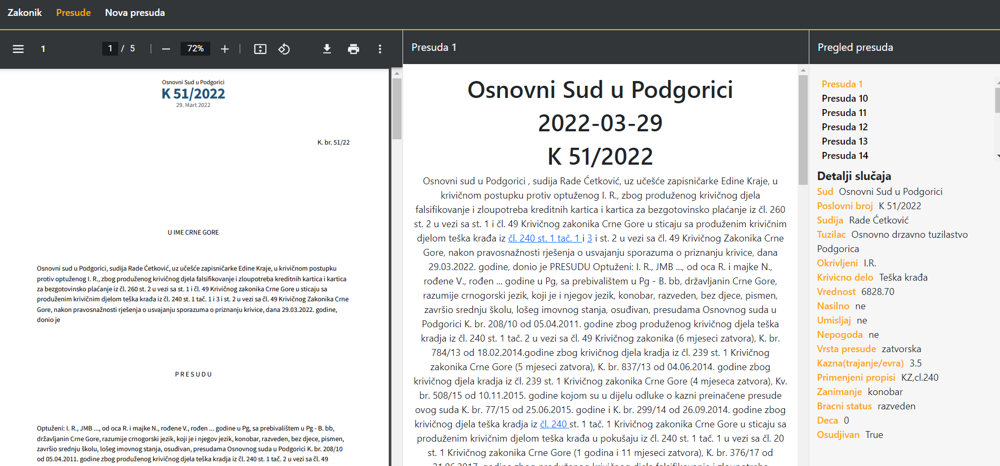 Zakonik Presude Nova presuda
1 1 / 5 72%
Osnovni Sud u Podgorici
K 51/2022
29. Mart 2022
K. br. 51/22
U IME CRNE GORE
Osnovni sud u Podgorici, sudija Rade Ćetković, uz učešće zapisničarke Edine Kraje, u krivičnom postupku
protiv optuženog I. R., zbog produženog krivičnog djela falsifikovanje i zloupotreba kreditnih kartica i kartica
za bezgotovinsko plaćanje iz čl. 260 st. 2 u vezi sa st. 1 i čl. 49 Krivičnog zakonika Crne Gore u sticaju sa
produženim krivičnim djelom teška krađa iz čl. 240 st. 1 tač. 1 i 3 i st. 2 u vezi sa čl. 49 Krivičnog Zakonika Crne
Gore, nakon pravosnažnosti rješenja o usvajanju sporazuma o priznanju krivice, dana 29.03.2022. godine,
donio je
P R E S U D U
Optuženi: I. R., JMB ..., od oca R. i majke N., rođene V., rođen ... godine u Pg, sa prebivalištem u Pg - B. bb,
državljanin Crne Gore, razumije crnogorski jezik, koji je i njegov jezik, konobar, razveden, bez djece, pismen,
završio srednju školu, lošeg imovnog stanja, osuđivan, presudama Osnovnog suda u Podgorici K. br. 208/10
od 05.04.2011. godine zbog produženog krivičnog djela teška kradja iz čl. 240 st. 1 tač. 2 u vezi sa čl. 49
Presuda 1
Osnovni Sud u Podgorici
2022-03-29
K 51/2022
Osnovni sud u Podgorici , sudija Rade Ćetković, uz učešće zapisničarke Edine Kraje, u
krivičnom postupku protiv optuženog I. R., zbog produženog krivičnog djela
falsifikovanje i zloupotreba kreditnih kartica i kartica za bezgotovinsko plaćanje iz čl. 260
st. 2 u vezi sa st. 1 i čl. 49 Krivičnog zakonika Crne Gore u sticaju sa produženim krivičnim
djelom teška krađa iz čl. 240 st. 1 tač. 1 i 3 i st. 2 u vezi sa čl. 49 Krivičnog Zakonika Crne
Gore, nakon pravosnažnosti rješenja o usvajanju sporazuma o priznanju krivice, dana
29.03.2022. godine, donio je PRESUDU Optuženi: I. R., JMB ..., od oca R. i majke N.,
rođene V., rođen ... godine u Pg, sa prebivalištem u Pg - B. bb, državljanin Crne Gore,
razumije crnogorski jezik, koji je i njegov jezik, konobar, razveden, bez djece, pismen,
završio srednju školu, lošeg imovnog stanja, osuđivan, presudama Osnovnog suda u
Podgorici K. br. 208/10 od 05.04.2011. godine zbog produženog krivičnog djela teška
kradja iz čl. 240 st. 1 tač. 2 u vezi sa čl. 49 Krivičnog zakonika (6 mjeseci zatvora), K. br.
784/13 od 18.02.2014.godine zbog krivičnog djela kradja iz čl. 239 st. 1 Krivičnog
zakonika Crne Gore (5 mjeseci zatvora), K. br. 837/13 od 04.06.2014. godine zbog
krivičnog djela kradja iz čl. 239 st. 1 Krivičnog zakonika Crne Gore (4 mjeseca zatvora), Kv.
br. 508/15 od 10.11.2015. godine kojom su u dijelu odluke o kazni preinačene presude
ovog suda K. br. 77/15 od 25.06.2015. godine i K. br. 299/14 od 26.09.2014. godine zbog
krivičnog djela teška kradja iz čl. 240 st. 1 tač. 1 Krivičnog zakonika Crne Gore u sticaju sa
produženim krivičnim djelom teška krađa u pokušaju iz čl. 240 st. 1 tač. 1 u vezi sa čl. 20
st. 1 Krivičnog zakonika Crne Gore (1 godina i 11 mjeseci zatvora), K. br. 376/17 od
21.06.2017. godine zbog produženog krivičnog djela falsifikovanje i zloupotreba
Pregled presuda
Presuda 1
Presuda 10
Presuda 11
Presuda 12
Presuda 13
Presuda 14
Detalji slučaja
Sud Osnovni Sud u Podgorici
Poslovni broj K 51/2022
Sudija Rade Ćetković
Tuzilac Osnovno drzavno tuzilastvo
Podgorica
Okrivljeni I.R.
Krivicno delo Teška krađa
Vrednost 6828.70
Nasilno ne
Umisljaj ne
Nepogoda ne
Vrsta presude zatvorska
Kazna(trajanje/evra) 3.5
Primenjeni propisi KZ,cl.240
Zanimanje konobar
Bracni status razveden
Deca 0
Osudjivan True